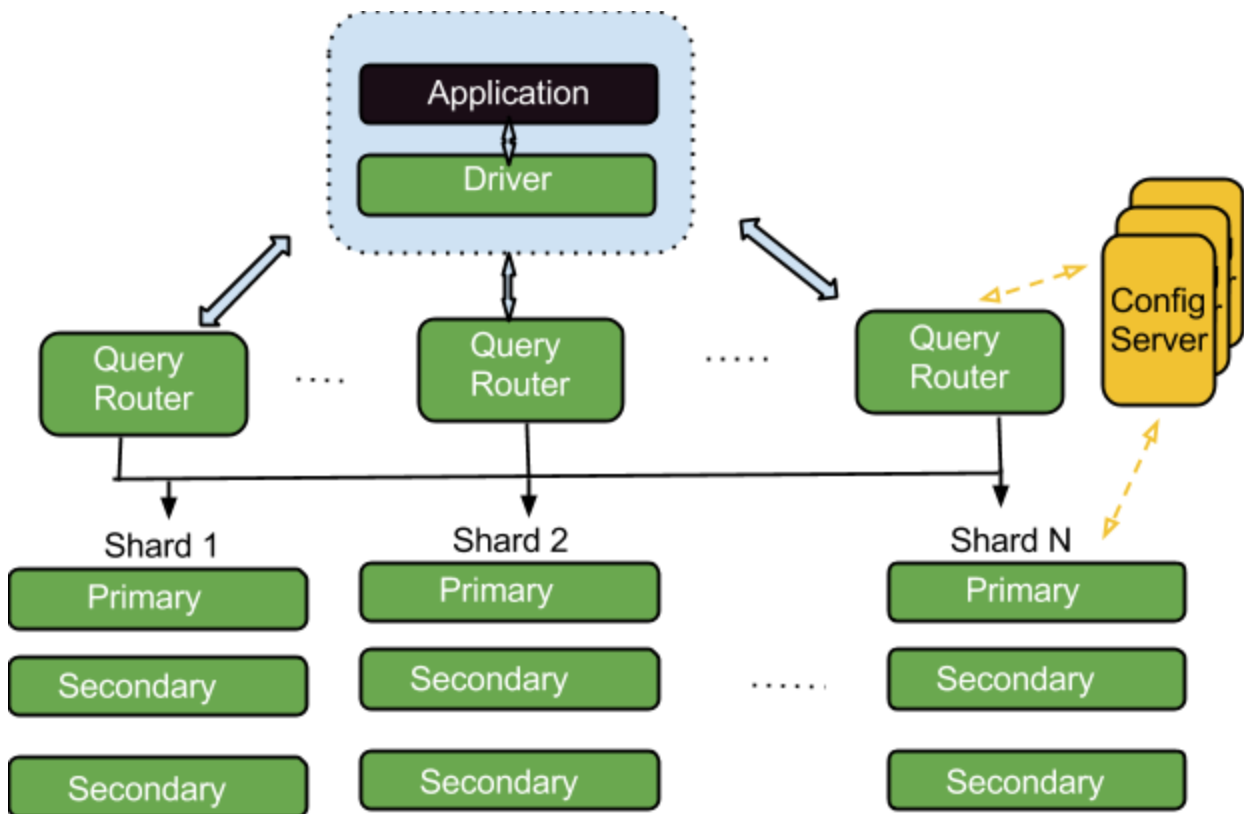 Application
Driver
Query
Router
....
Query
Router
.....
Query
Router
Config
Server
Shard 1
Shard 2
Shard N
Primary
Primary
Primary
Secondary
Secondary
......
Secondary
Secondary
Secondary
Secondary